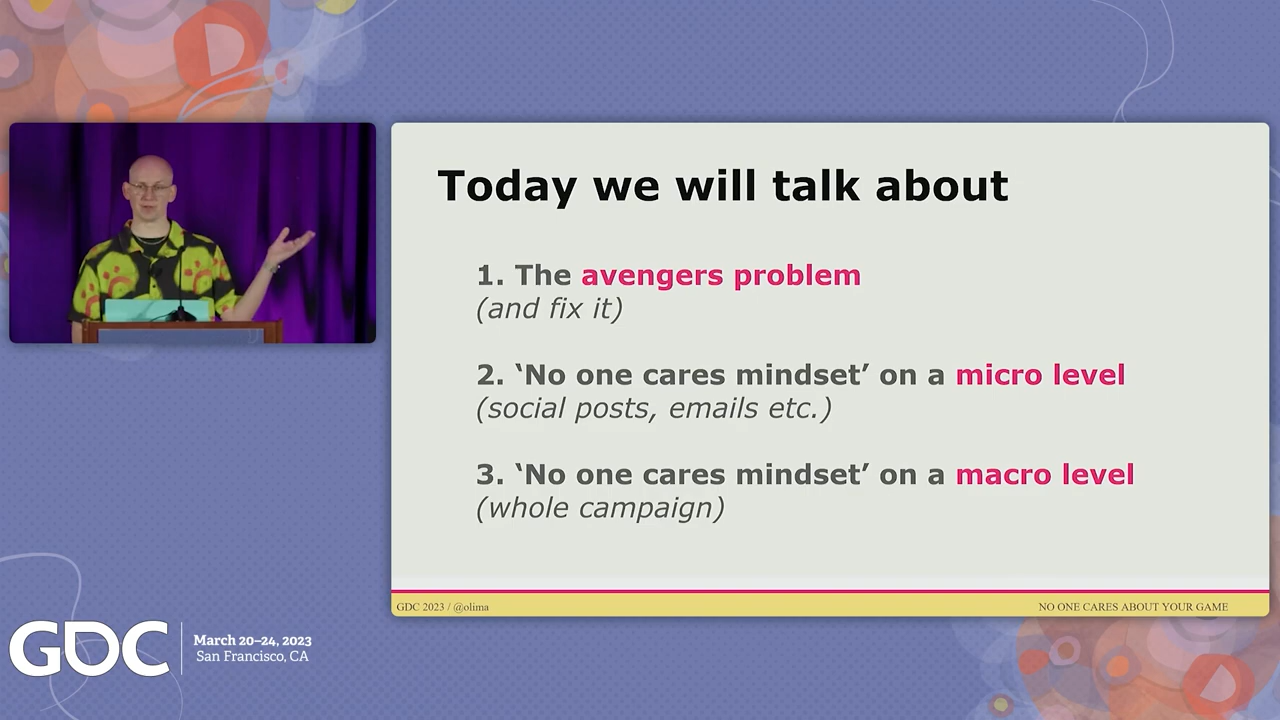 Today we will talk about
1. The avengers problem
(and fix it)
2. ‘No one cares mindset’ on a micro level
(social posts, emails etc.)
3. ‘No one cares mindset’ on a macro level
(whole campaign)
GDC 2023 / @olima
NO ONE CARES ABOUT YOUR GAME
GDC
March 20–24, 2023
San Francisco, CA